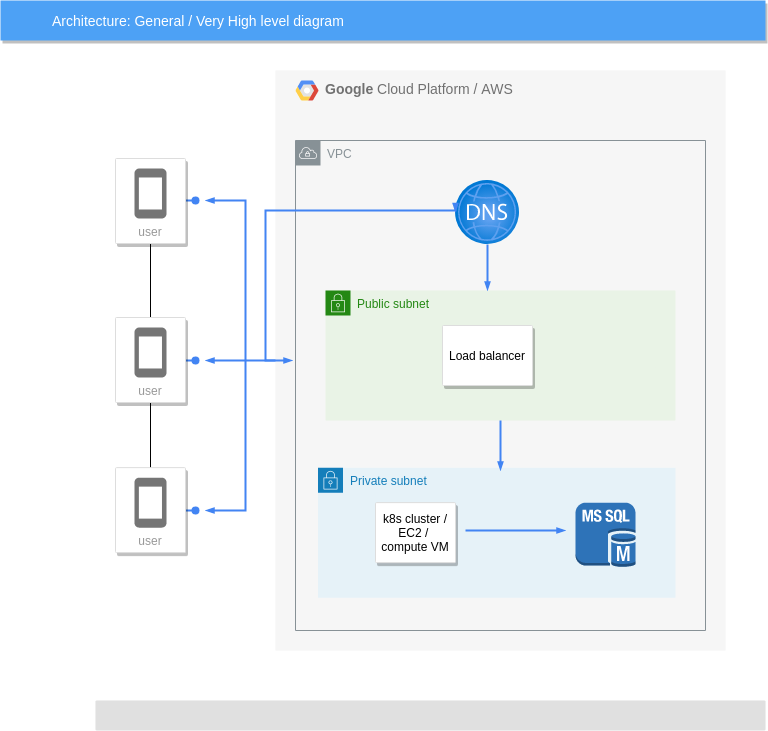 Architecture: General / Very High level diagram
Google Cloud Platform / AWS
VPC
user
DNS
Public subnet
Load balancer
user
Private subnet
k8s cluster /
EC2 /
compute VM
MS SQL
M
user